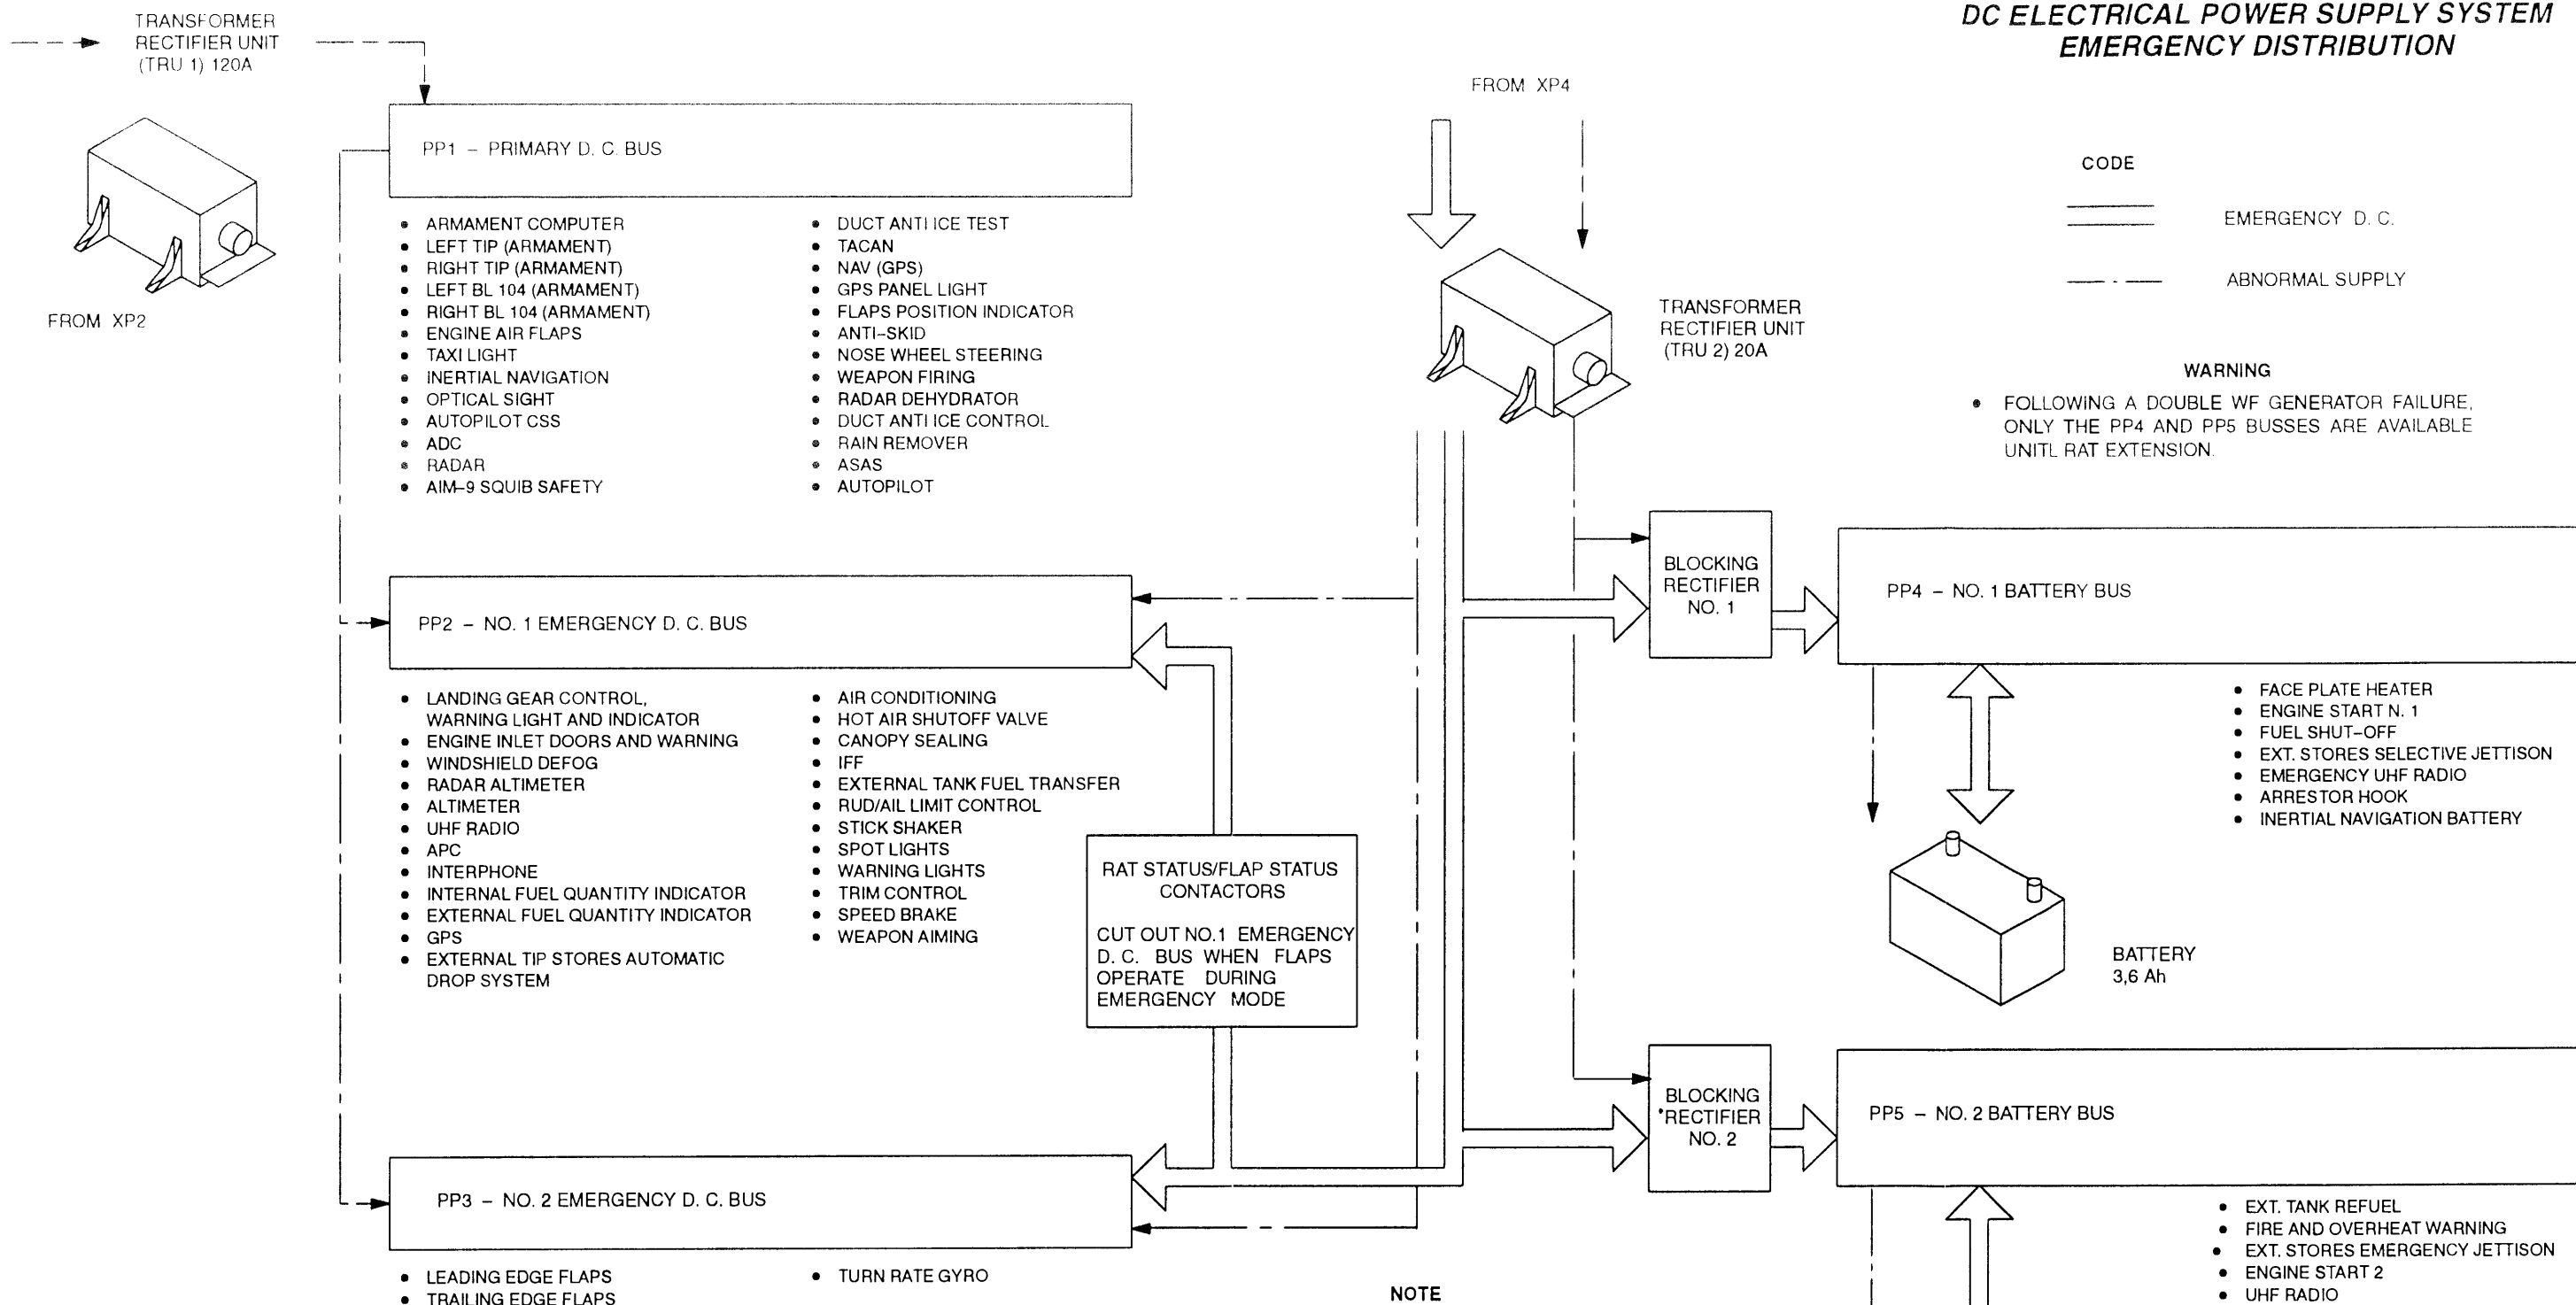 DC ELECTRICAL POWER SUPPLY SYSTEM
EMERGENCY DISTRIBUTION
TRANSFORMER
RECTIFIER UNIT
(TRU 1) 120A
FROM XP2
FROM XP4
PP1 – PRIMARY D. C. BUS
• ARMAMENT COMPUTER
• LEFT TIP (ARMAMENT)
• RIGHT TIP (ARMAMENT)
• LEFT BL 104 (ARMAMENT)
• RIGHT BL 104 (ARMAMENT)
• ENGINE AIR FLAPS
• TAXI LIGHT
• INERTIAL NAVIGATION
• OPTICAL SIGHT
• AUTOPILOT CSS
• ADC
• RADAR
• AIM–9 SQUIB SAFETY
• DUCT ANTI ICE TEST
• TACAN
• NAV (GPS)
• GPS PANEL LIGHT
• FLAPS POSITION INDICATOR
• ANTI–SKID
• NOSE WHEEL STEERING
• WEAPON FIRING
• RADAR DEHYDRATOR
• DUCT ANTI ICE CONTROL
• RAIN REMOVER
• ASAS
• AUTOPILOT
TRANSFORMER
RECTIFIER UNIT
(TRU 2) 20A
CODE
EMERGENCY D. C.
ABNORMAL SUPPLY
WARNING
• FOLLOWING A DOUBLE WF GENERATOR FAILURE,
ONLY THE PP4 AND PP5 BUSSES ARE AVAILABLE
UNITL RAT EXTENSION.
PP2 – NO. 1 EMERGENCY D. C. BUS
• LANDING GEAR CONTROL,
WARNING LIGHT AND INDICATOR
• ENGINE INLET DOORS AND WARNING
• WINDSHIELD DEFOG
• RADAR ALTIMETER
• ALTIMETER
• UHF RADIO
• APC
• INTERPHONE
• INTERNAL FUEL QUANTITY INDICATOR
• EXTERNAL FUEL QUANTITY INDICATOR
• GPS
• EXTERNAL TIP STORES AUTOMATIC
DROP SYSTEM
• AIR CONDITIONING
• HOT AIR SHUTOFF VALVE
• CANOPY SEALING
• IFF
• EXTERNAL TANK FUEL TRANSFER
• RUD/AIL LIMIT CONTROL
• STICK SHAKER
• SPOT LIGHTS
• WARNING LIGHTS
• TRIM CONTROL
• SPEED BRAKE
• WEAPON AIMING
RAT STATUS/FLAP STATUS
CONTACTORS
CUT OUT NO.1 EMERGENCY
D. C. BUS WHEN FLAPS
OPERATE DURING
EMERGENCY MODE
BLOCKING
RECTIFIER
NO. 1
PP4 – NO. 1 BATTERY BUS
• FACE PLATE HEATER
• ENGINE START N. 1
• FUEL SHUT–OFF
• EXT. STORES SELECTIVE JETTISON
• EMERGENCY UHF RADIO
• ARRESTOR HOOK
• INERTIAL NAVIGATION BATTERY
BATTERY
3,6 Ah
PP3 – NO. 2 EMERGENCY D. C. BUS
• LEADING EDGE FLAPS
• TRAILING EDGE FLAPS
• TURN RATE GYRO
NOTE
BLOCKING
RECTIFIER
NO. 2
PP5 – NO. 2 BATTERY BUS
• EXT. TANK REFUEL
• FIRE AND OVERHEAT WARNING
• EXT. STORES EMERGENCY JETTISON
• ENGINE START 2
• UHF RADIO